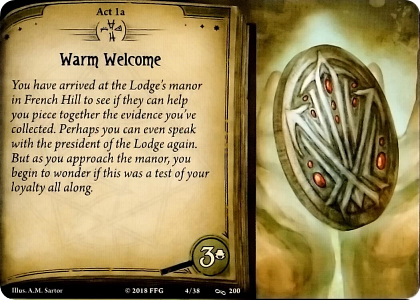 Act 1a
Warm Welcome
You have arrived at the Lodge's manor
in French Hill to see if they can help
you piece together the evidence you've
collected. Perhaps you can even speak
with the president of the Lodge again.
But as you approach the manor, you
begin to wonder if this was a test of your
loyalty all along.
3
Illus. A.M. Sartor
© 2018 FFG
4/38
200